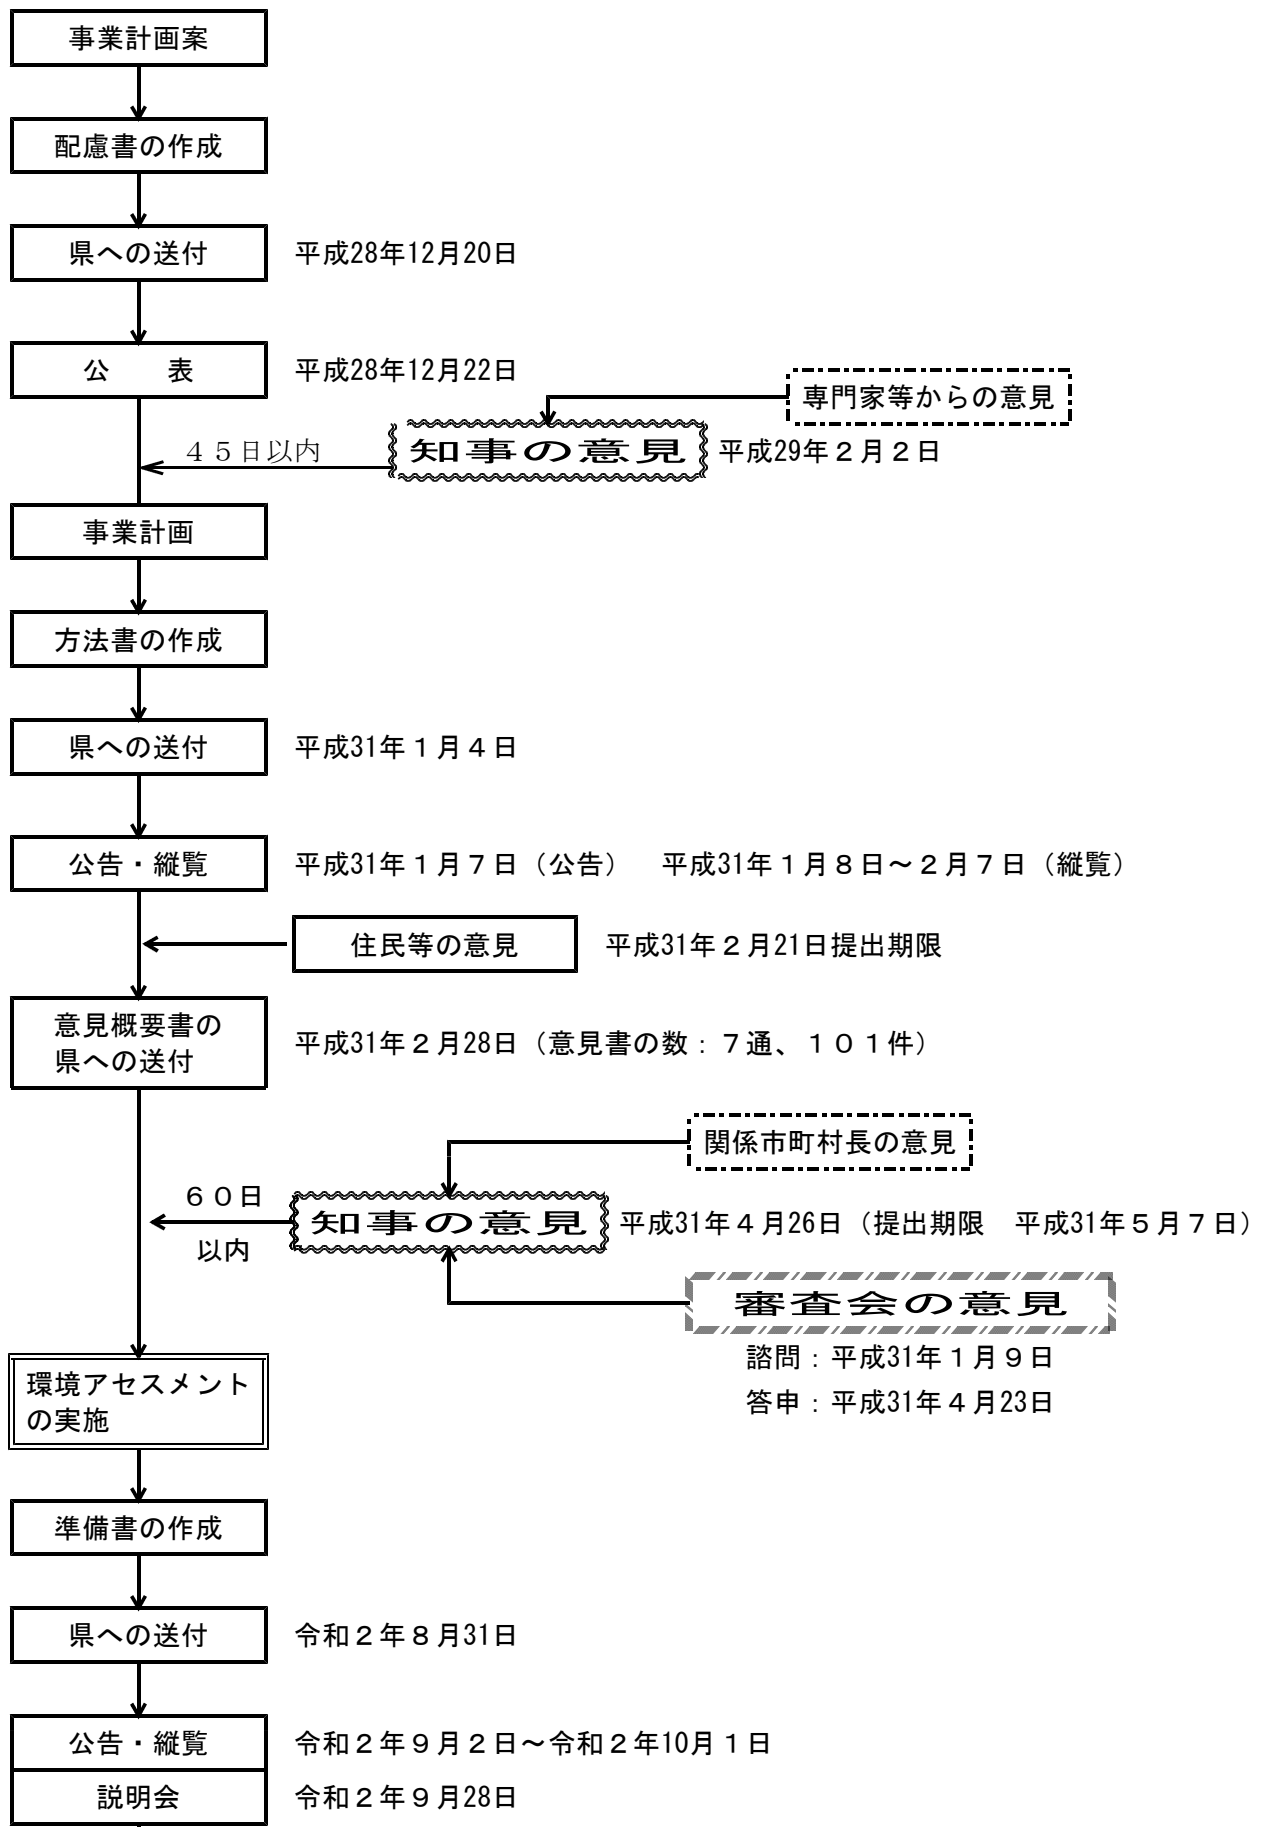 事業計画案
配慮書の作成
県への送付　平成28年12月20日
公　　表　平成28年12月22日
専門家等からの意見
４５日以内　知事の意見　平成29年２月２日
事業計画
方法書の作成
県への送付　平成31年１月４日
公告・縦覧　平成31年１月７日（公告）　平成31年１月８日～２月７日（縦覧）
住民等の意見　平成31年２月21日提出期限
意見概要書の
県への送付
平成31年２月28日（意見書の数：７通、１０１件）
関係市町村長の意見
６０日
以内
知事の意見　平成31年４月26日（提出期限　平成31年５月７日）
審査会の意見
諮問：平成31年１月９日
答申：平成31年４月23日
環境アセスメント
の実施
準備書の作成
県への送付　令和２年８月31日
公告・縦覧　令和２年９月２日～令和２年10月１日
説明会　令和２年９月28日